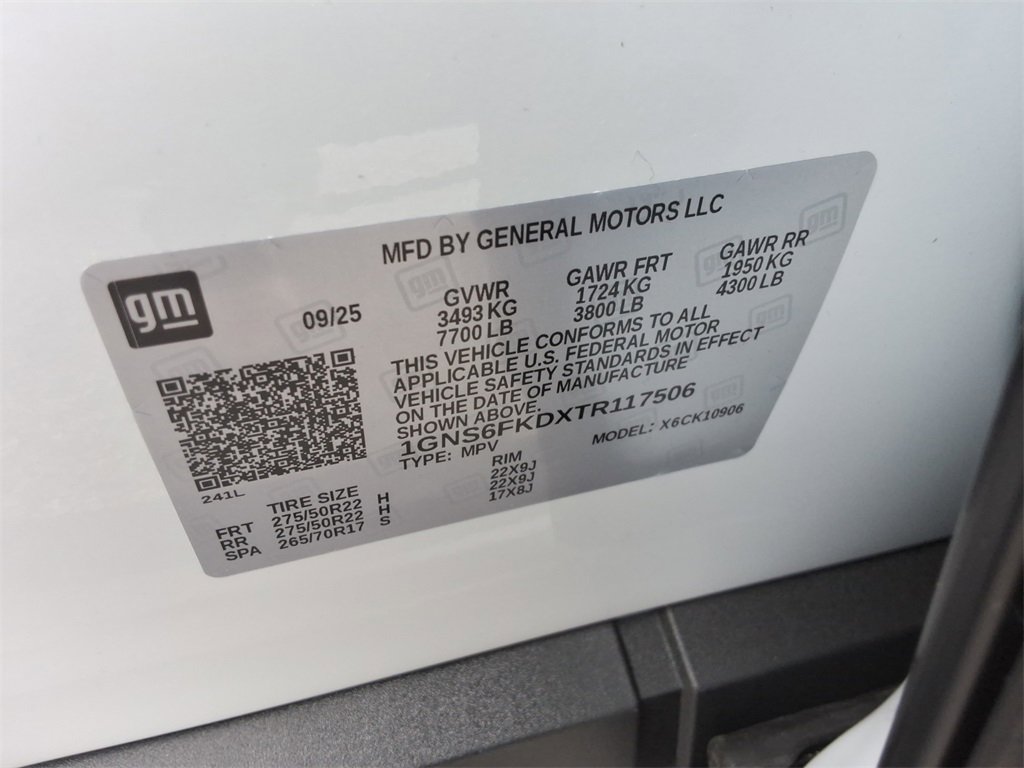 MFD BY GENERAL MOTORS LLC
gm
09/25
GVWR
3493 KG
7700 LB
GAWR FRT
1724 KG
3800 LB
GAWR RR
1950 KG
4300 LB
THIS VEHICLE CONFORMS TO ALL
APPLICABLE U.S. FEDERAL MOTOR
VEHICLE SAFETY STANDARDS IN EFFECT
ON THE DATE OF MANUFACTURE
SHOWN ABOVE.
1GNS6FKDXTR117506
TYPE: MPV
MODEL: X6CK10906
241L
TIRE SIZE
RIM
FRT 275/50R22 H 22X9J
RR 275/50R22 H 22X9J
SPA 265/70R17 S 17X8J